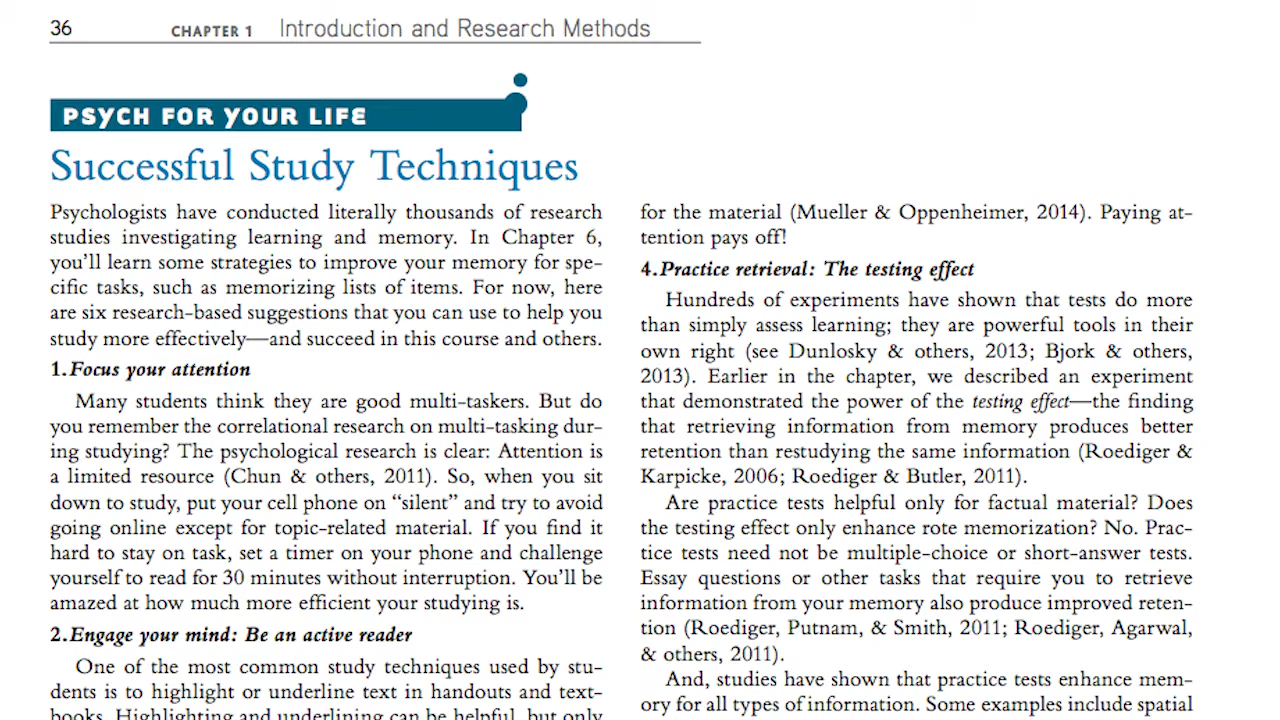 36 CHAPTER 1 Introduction and Research Methods
PSYCH FOR YOUR LIFE
Successful Study Techniques
Psychologists have conducted literally thousands of research
studies investigating learning and memory. In Chapter 6,
you’ll learn some strategies to improve your memory for spe-
cific tasks, such as memorizing lists of items. For now, here
are six research-based suggestions that you can use to help you
study more effectively—and succeed in this course and others.
1. Focus your attention
Many students think they are good multi-taskers. But do
you remember the correlational research on multi-tasking dur-
ing studying? The psychological research is clear: Attention is
a limited resource (Chun & others, 2011). So, when you sit
down to study, put your cell phone on “silent” and try to avoid
going online except for topic-related material. If you find it
hard to stay on task, set a timer on your phone and challenge
yourself to read for 30 minutes without interruption. You’ll be
amazed at how much more efficient your studying is.
2. Engage your mind: Be an active reader
One of the most common study techniques used by stu-
dents is to highlight or underline text in handouts and text-
books. Highlighting and underlining can be helpful, but only
for the material (Mueller & Oppenheimer, 2014). Paying at-
tention pays off!
4. Practice retrieval: The testing effect
Hundreds of experiments have shown that tests do more
than simply assess learning; they are powerful tools in their
own right (see Dunlosky & others, 2013; Bjork & others,
2013). Earlier in the chapter, we described an experiment
that demonstrated the power of the testing effect—the finding
that retrieving information from memory produces better
retention than restudying the same information (Roediger &
Karpicke, 2006; Roediger & Butler, 2011).
Are practice tests helpful only for factual material? Does
the testing effect only enhance rote memorization? No. Prac-
tice tests need not be multiple-choice or short-answer tests.
Essay questions or other tasks that require you to retrieve
information from your memory also produce improved reten-
tion (Roediger, Putnam, & Smith, 2011; Roediger, Agarwal,
& others, 2011).
And, studies have shown that practice tests enhance mem-
ory for all types of information. Some examples include spatial